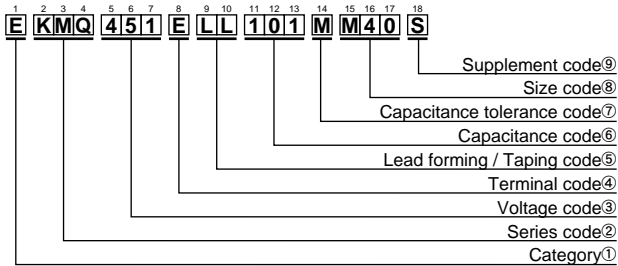 1 2 3 4 5 6 7 8 9 10 11 12 13 14 15 16 17 18
E KMQ 451 E LL 101 M M40 S
Supplement code⑨
Size code⑧
Capacitance tolerance code⑦
Capacitance code⑥
Lead forming / Taping code⑤
Terminal code④
Voltage code③
Series code②
Category①